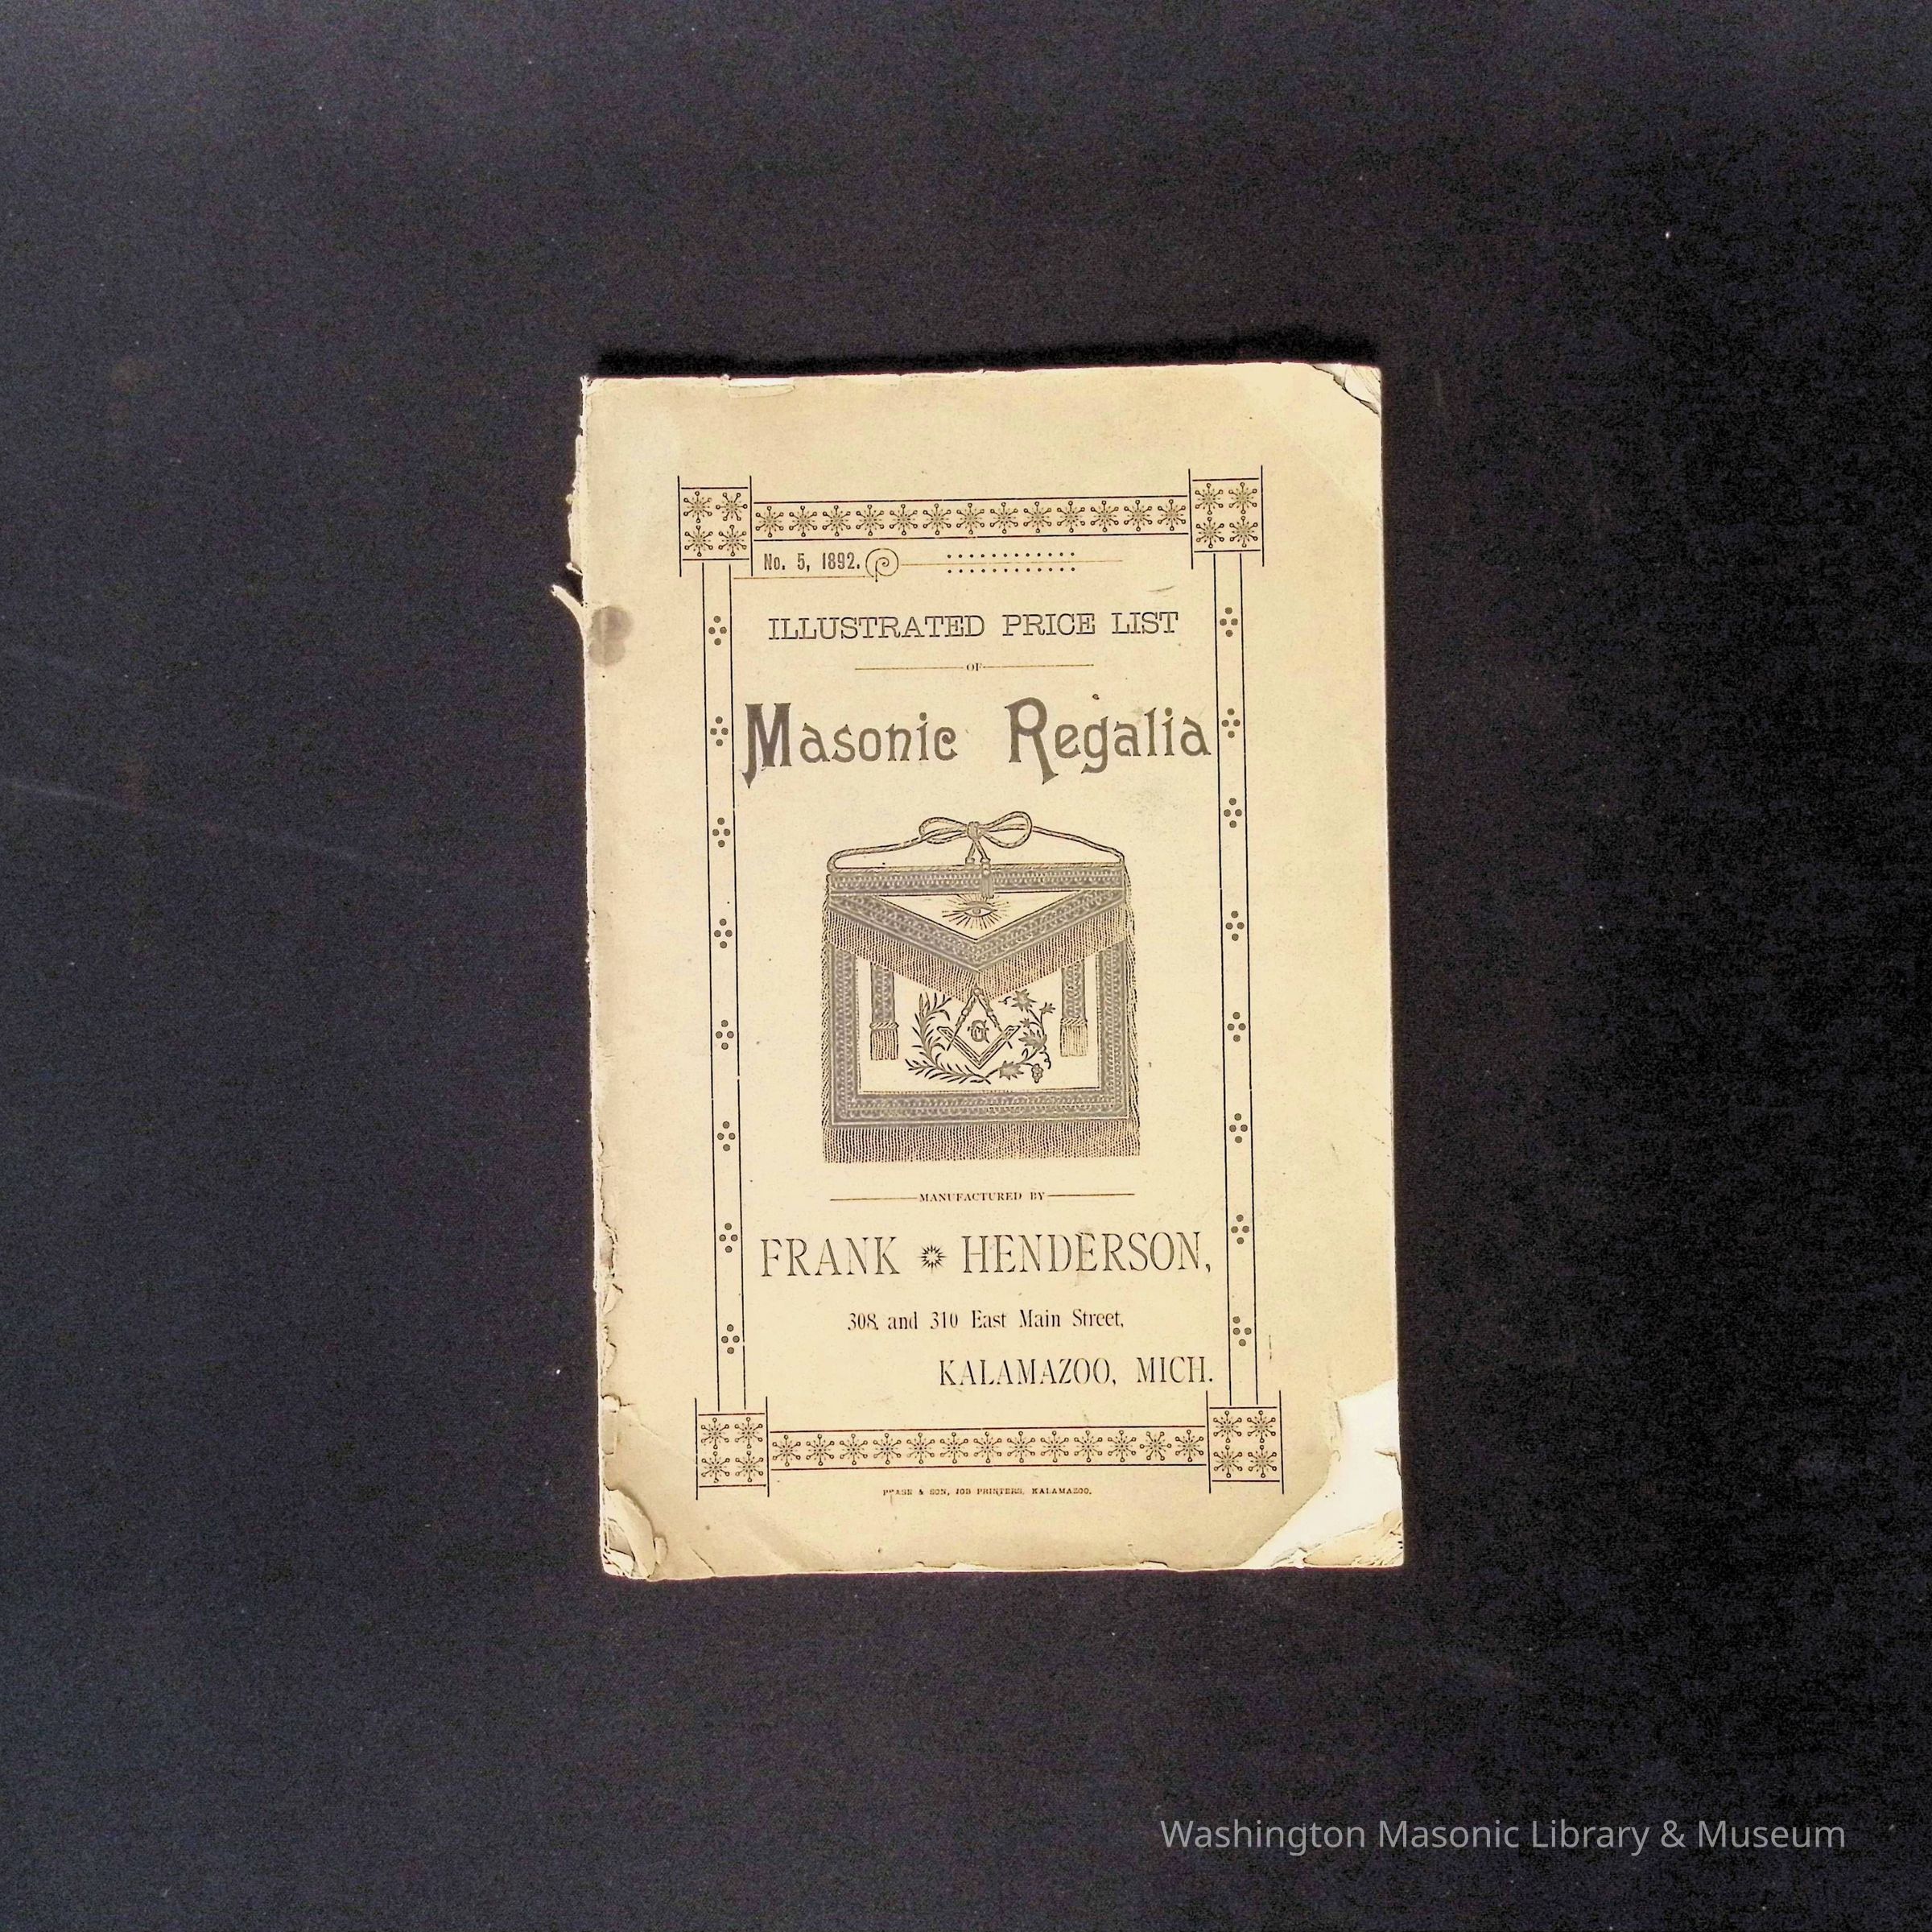 No. 5, 1892.
ILLUSTRATED PRICE LIST
OF
Masonic Regalia
G
MANUFACTURED BY
FRANK HENDERSON,
308 and 310 East Main Street,
KALAMAZOO, MICH.
& SON, JOB PRINTERS, KALAMAZOO.
Washington Masonic Library & Museum